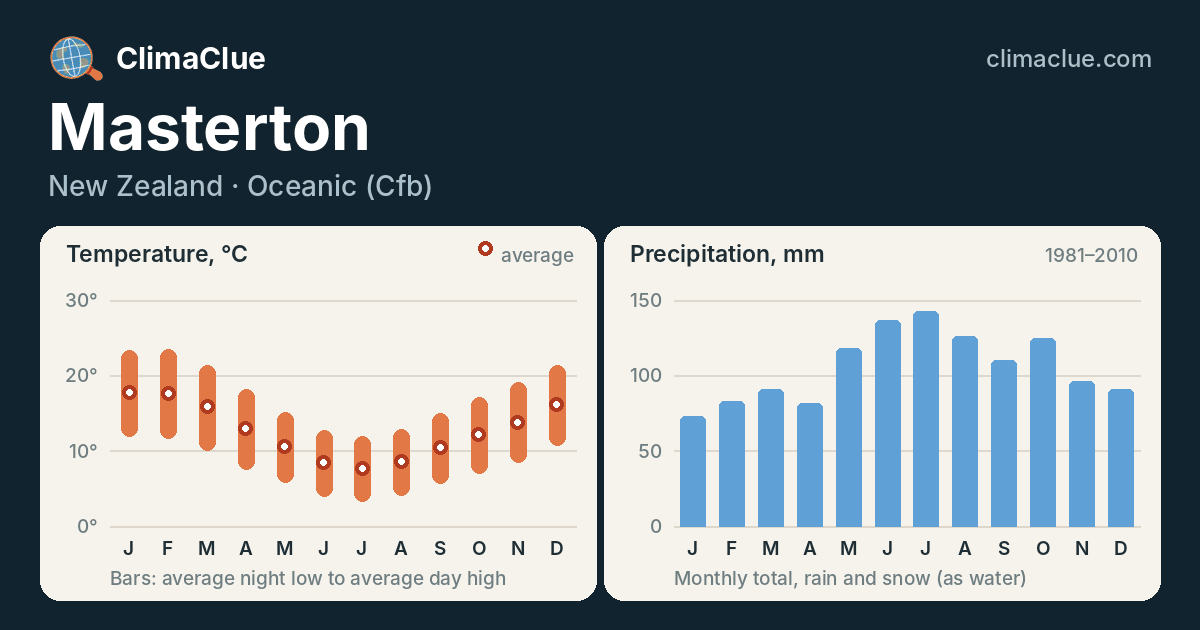 ClimaClue
climaclue.com
Masterton
New Zealand · Oceanic (Cfb)
Temperature, °C
average
30°
20°
10°
0°
J F M A M J J A S O N D
Bars: average night low to average day high
Precipitation, mm
1981–2010
150
100
50
0
J F M A M J J A S O N D
Monthly total, rain and snow (as water)